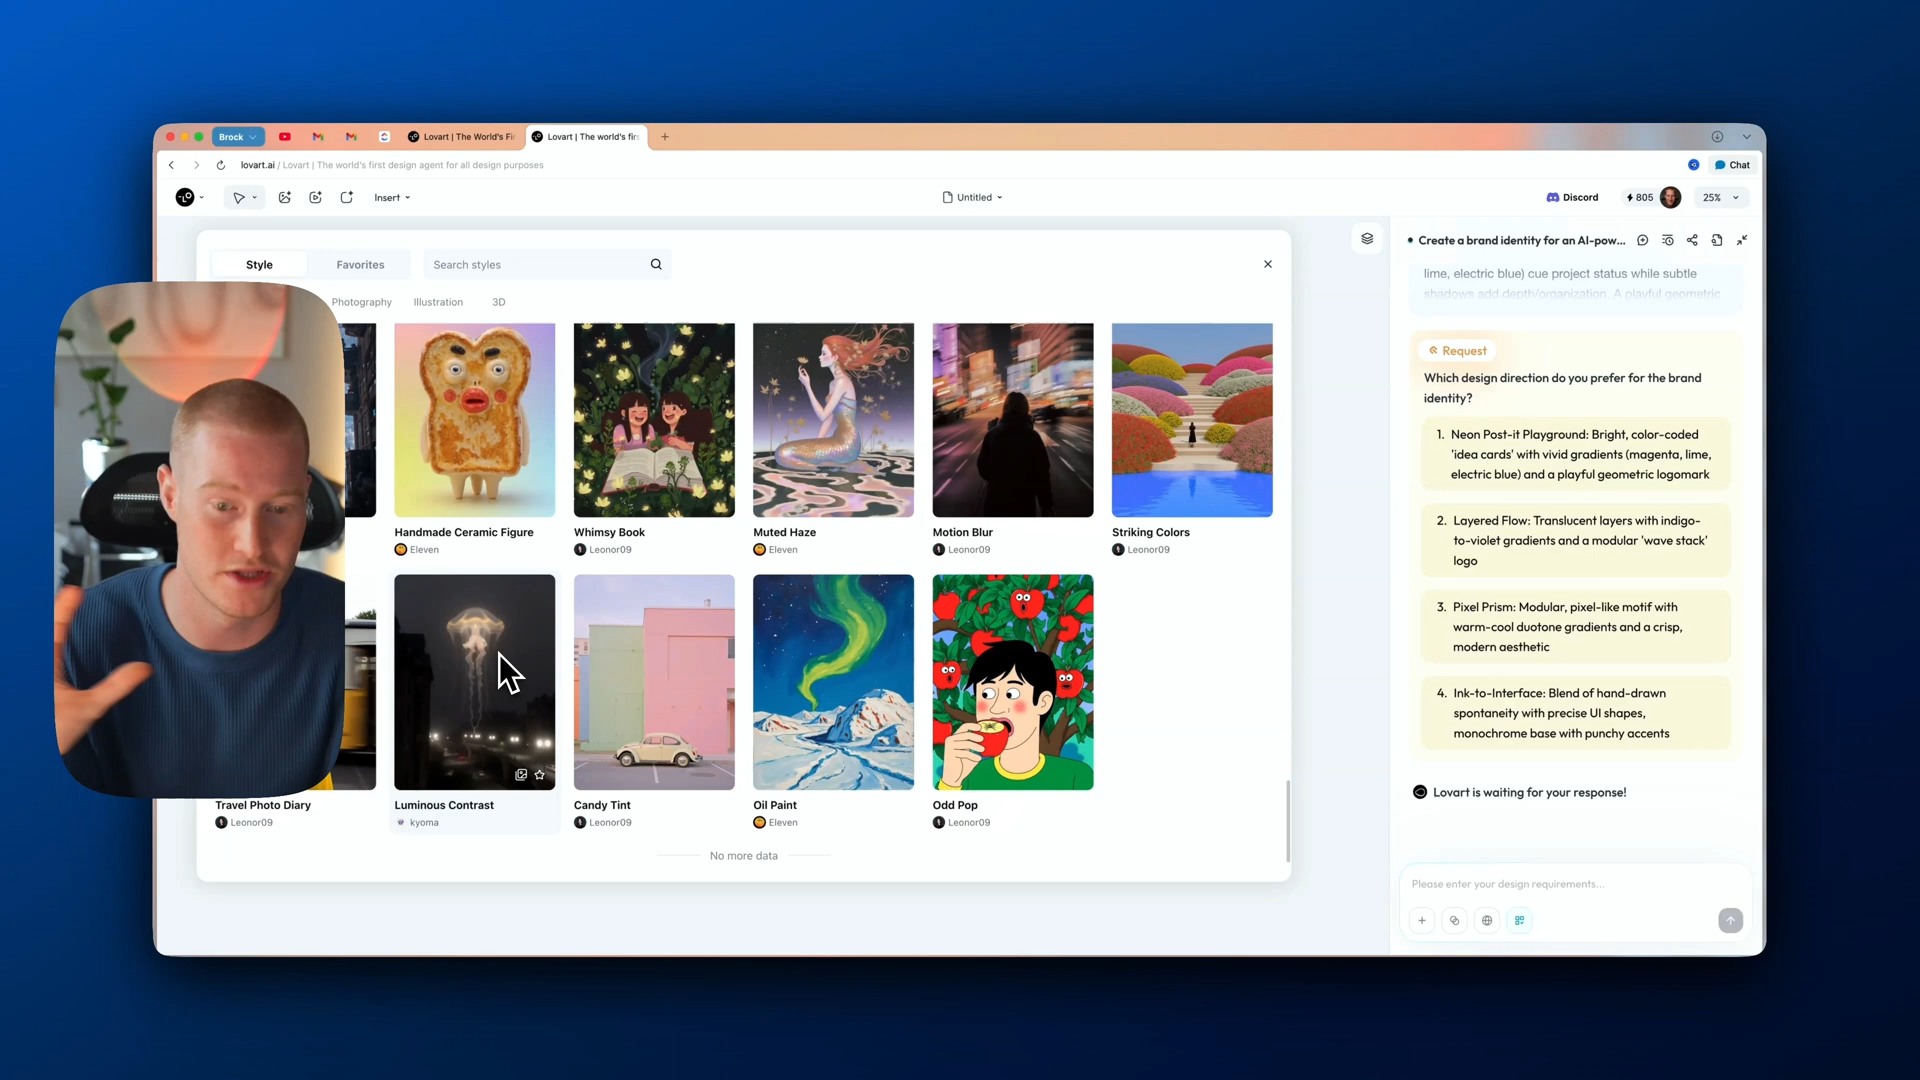 Brock
Lovart | The World's Fir
Lovart | The world's firs
lovart.ai / Lovart | The world's first design agent for all design purposes
Chat
Insert
Untitled
Discord
805
25%
Style
Favorites
Search styles
Photography
Illustration
3D
Handmade Ceramic Figure
Eleven
Whimsy Book
Leonor09
Muted Haze
Eleven
Motion Blur
Leonor09
Striking Colors
Leonor09
Travel Photo Diary
Leonor09
Luminous Contrast
kyoma
Candy Tint
Leonor09
Oil Paint
Eleven
Odd Pop
Leonor09
No more data
Create a brand identity for an AI-pow...
lime, electric blue) cue project status while subtle
shadows add depth/organization. A playful geometric
Request
Which design direction do you prefer for the brand
identity?
1. Neon Post-it Playground: Bright, color-coded
'idea cards' with vivid gradients (magenta, lime,
electric blue) and a playful geometric logomark
2. Layered Flow: Translucent layers with indigo-
to-violet gradients and a modular 'wave stack'
logo
3. Pixel Prism: Modular, pixel-like motif with
warm-cool duotone gradients and a crisp,
modern aesthetic
4. Ink-to-Interface: Blend of hand-drawn
spontaneity with precise UI shapes,
monochrome base with punchy accents
Lovart is waiting for your response!
Please enter your design requirements...